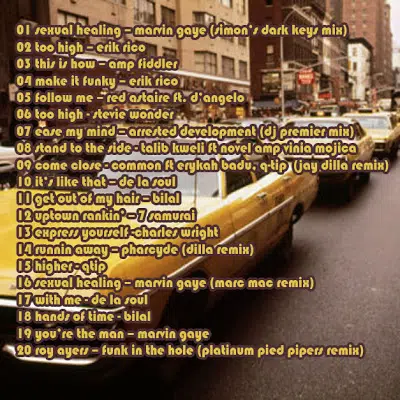 01 sexual healing – marvin gaye (simon's dark keys mix)
02 too high – erik rico
03 this is how – amp fiddler
04 make it funky – erik rico
05 follow me – red astaire ft. d'angelo
06 too high - stevie wonder
07 ease my mind – arrested development (dj premier mix)
08 stand to the side - talib kweli ft novel amp vinia mojica
09 come close - common ft erykah badu, q-tip (jay dilla remix)
10 it's like that – de la soul
11 get out of my hair – bilal
12 uptown rankin' – 7 samurai
13 express yourself -charles wright
14 runnin away – pharcyde (dilla remix)
15 higher - qtip
16 sexual healing – marvin gaye (marc mac remix)
17 with me - de la soul
18 hands of time - bilal
19 you're the man – marvin gaye
20 roy ayers – funk in the hole (platinum pied pipers remix)